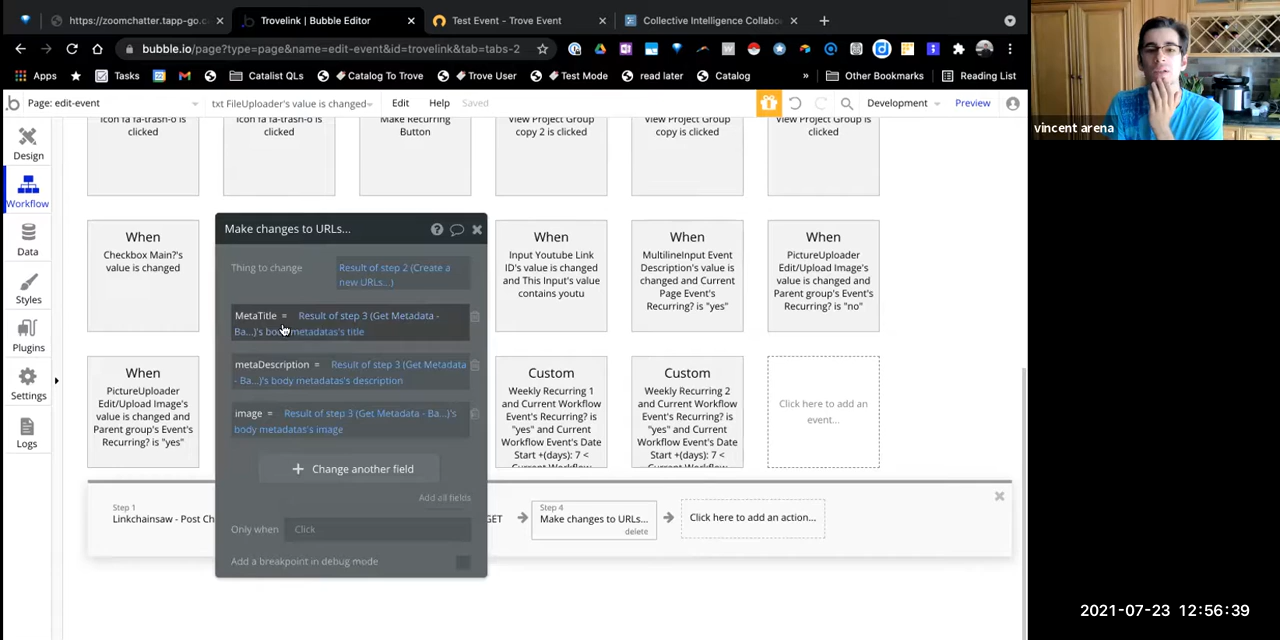 https://zoomchatter.tapp-go.c
Trovelink | Bubble Editor
Test Event - Trove Event
Collective Intelligence Collabo
bubble.io/page?type=page&name=edit-event&id=trovelink&tab=tabs-2
Apps
Tasks
Catalist QLs
Catalog To Trove
Trove User
Test Mode
read later
Catalog
»
Other Bookmarks
Reading List
Page: edit-event
txt FileUploader's value is changed
Edit
Help
Saved
Development
Preview
Design
Workflow
Data
Styles
Plugins
Settings
Logs
Icon fa fa-trash-o is
clicked
Icon fa fa-trash-o is
clicked
Make Recurring
Button
View Project Group
copy 2 is clicked
View Project Group
copy is clicked
View Project Group is
clicked
When
Checkbox Main?'s
value is changed
When
Input Youtube Link
ID's value is changed
and This Input's value
contains youtu
When
MultilineInput Event
Description's value is
changed and Current
Page Event's
Recurring? is "yes"
When
PictureUploader
Edit/Upload Image's
value is changed and
Parent group's Event's
Recurring? is "no"
When
PictureUploader
Edit/Upload Image's
value is changed and
Parent group's Event's
Recurring? is "yes"
Custom
Weekly Recurring 1
and Current Workflow
Event's Recurring? is
"yes" and Current
Workflow Event's Date
Start +(days): 7 <
Custom
Weekly Recurring 2
and Current Workflow
Event's Recurring? is
"yes" and Current
Workflow Event's Date
Start +(days): 7 <
Click here to add an
event...
Make changes to URLs...
Thing to change
Result of step 2 (Create a
new URLs...)
MetaTitle = Result of step 3 (Get Metadata -
Ba...)'s body metadatas's title
metaDescription = Result of step 3 (Get Metadata
- Ba...)'s body metadatas's description
image = Result of step 3 (Get Metadata - Ba...)'s
body metadatas's image
+ Change another field
Add all fields
Only when
Click
Add a breakpoint in debug mode
Step 1
Linkchainsaw - Post Ch
GET
Step 4
Make changes to URLs...
delete
Click here to add an action...
vincent arena
2021-07-23 12:56:39